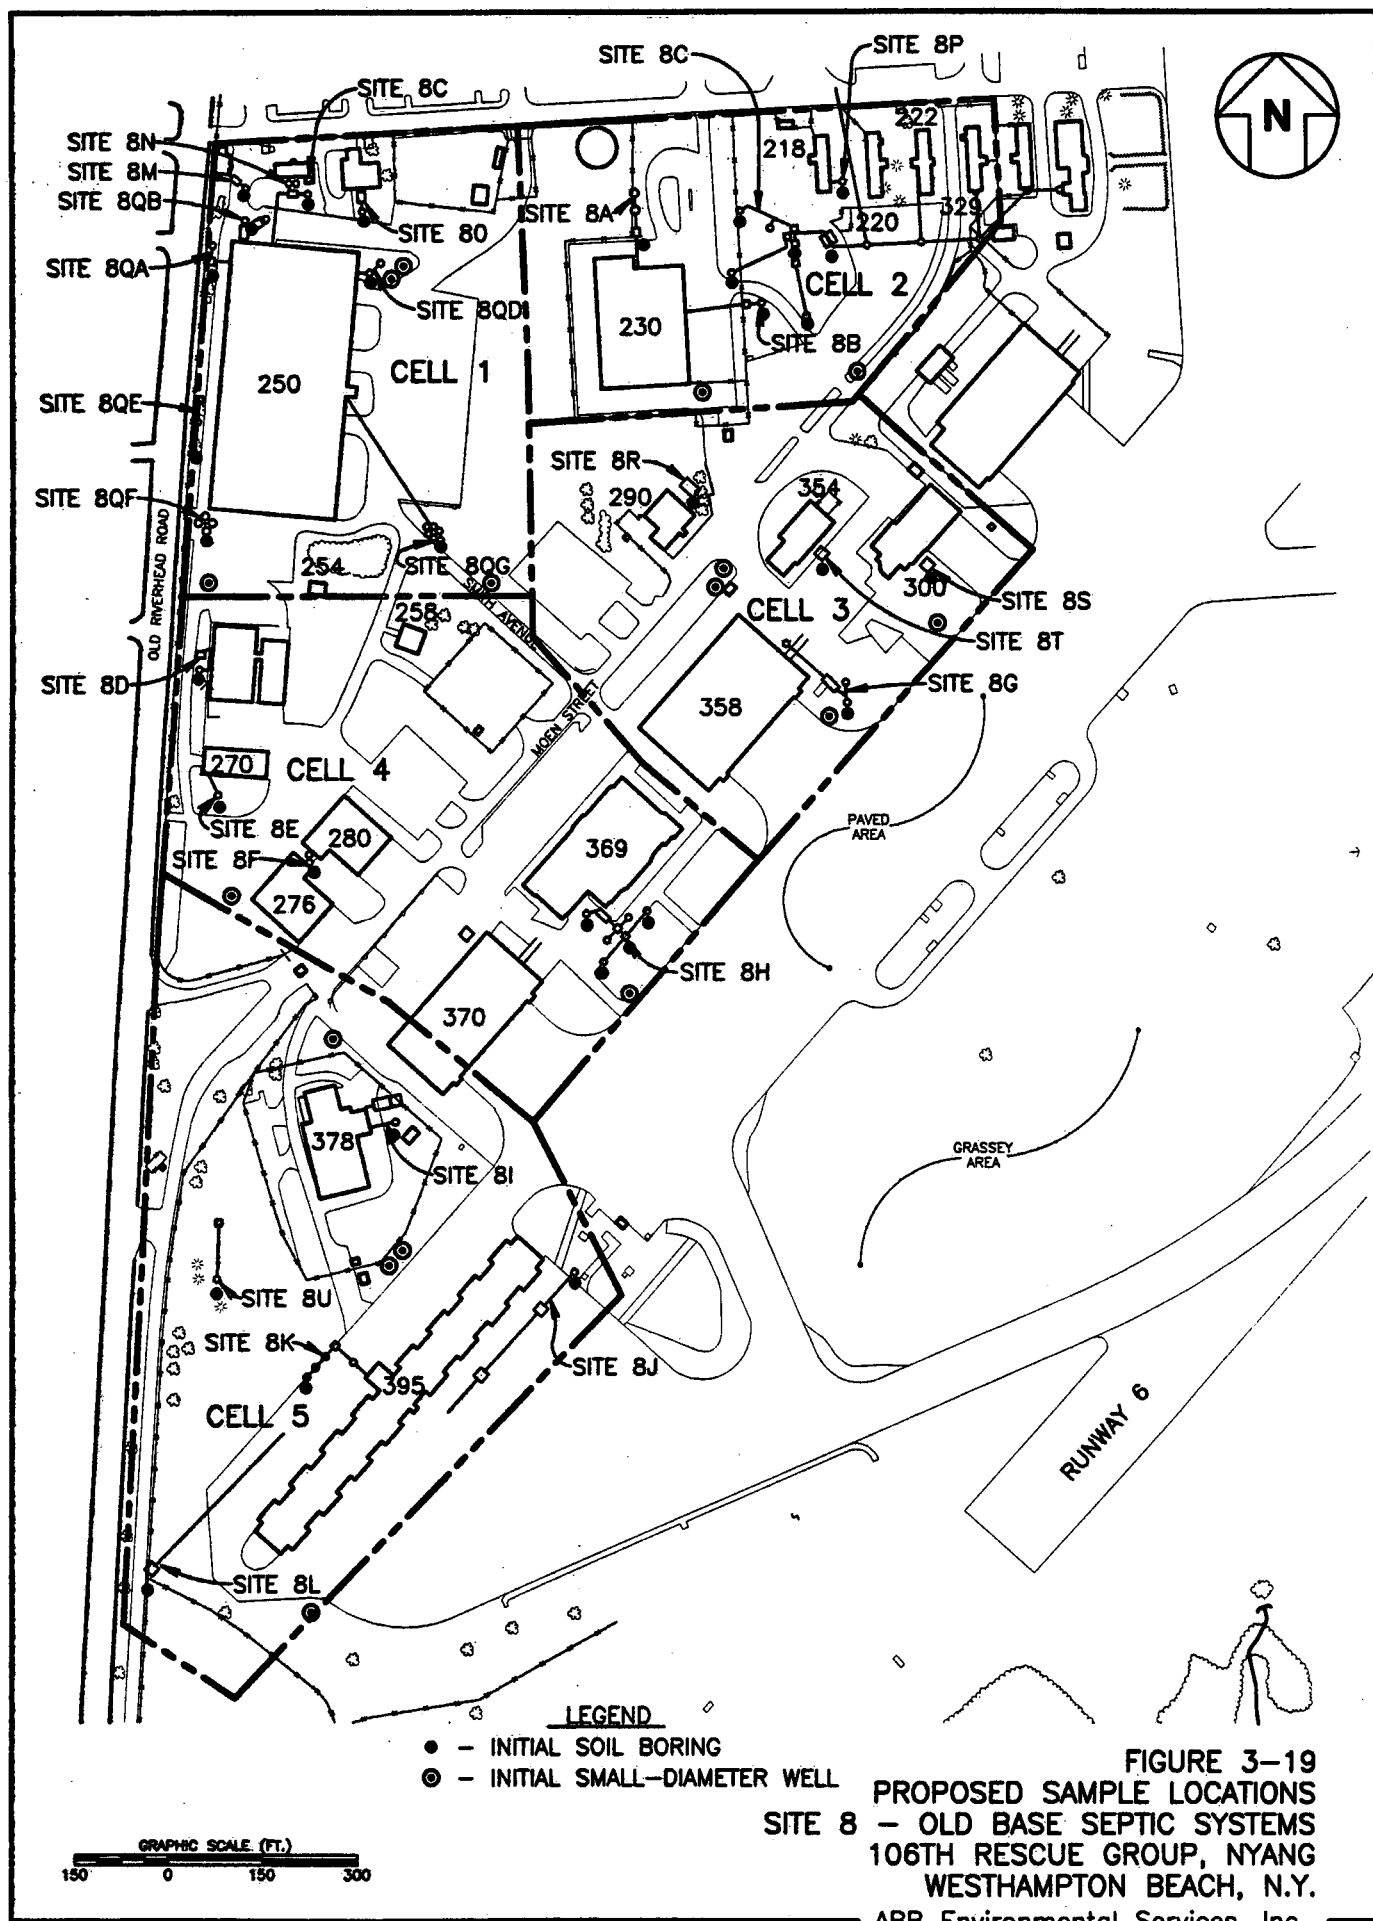 SITE 8C
SITE 8P
SITE 8C
N
SITE 8N
SITE 8M
SITE 8QB
SITE 8QA
222
218
SITE 8A
329
220
SITE 8O
CELL 2
SITE 8QD
230
SITE 8B
CELL 1
250
SITE 8QE
SITE 8R
290
354
SITE 8QF
OLD RIVERHEAD ROAD
254
SITE 8QG
SMITH AVENUE
300
SITE 8S
258
CELL 3
SITE 8T
SITE 8D
SITE 8G
358
MOEN STREET
270
CELL 4
SITE 8E
280
SITE 8F
369
PAVED
AREA
276
SITE 8H
370
378
SITE 8I
GRASSEY
AREA
SITE 8U
SITE 8K
SITE 8J
395
CELL 5
RUNWAY 6
SITE 8L
LEGEND
– INITIAL SOIL BORING
– INITIAL SMALL–DIAMETER WELL
FIGURE 3–19
PROPOSED SAMPLE LOCATIONS
SITE 8 – OLD BASE SEPTIC SYSTEMS
106TH RESCUE GROUP, NYANG
WESTHAMPTON BEACH, N.Y.
ABB Environmental Services, Inc.
GRAPHIC SCALE (FT.)
150 0 150 300